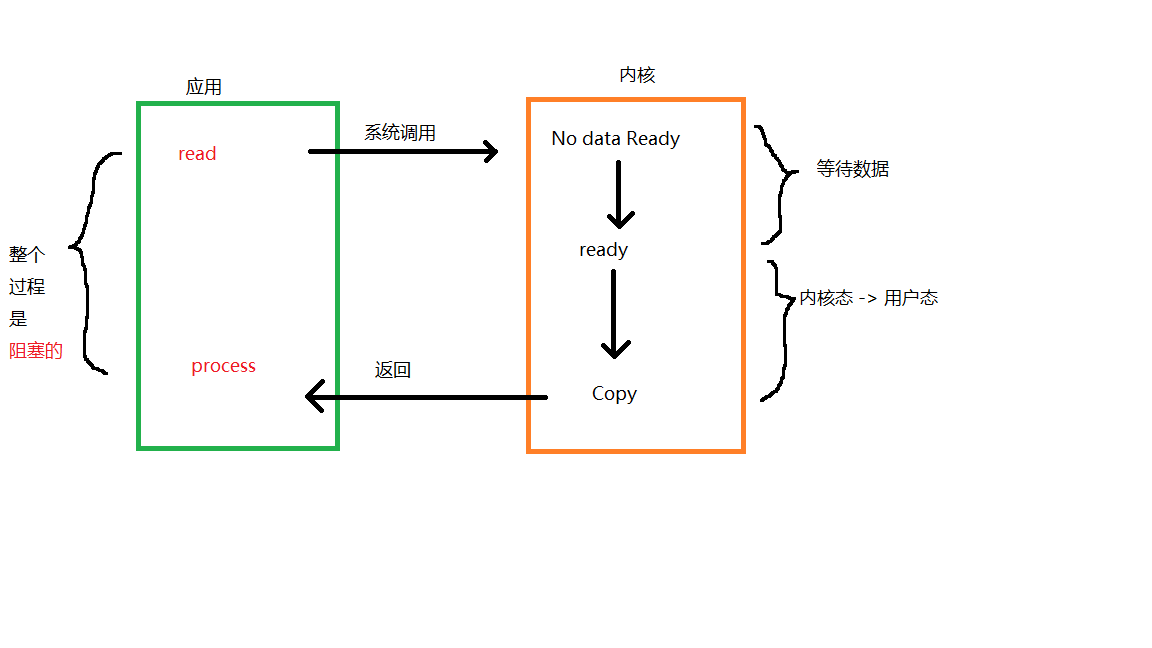 应用
内核
read
系统调用
No data Ready
等待数据
ready
整个
过程
是
阻塞的
内核态 -> 用户态
process
返回
Copy